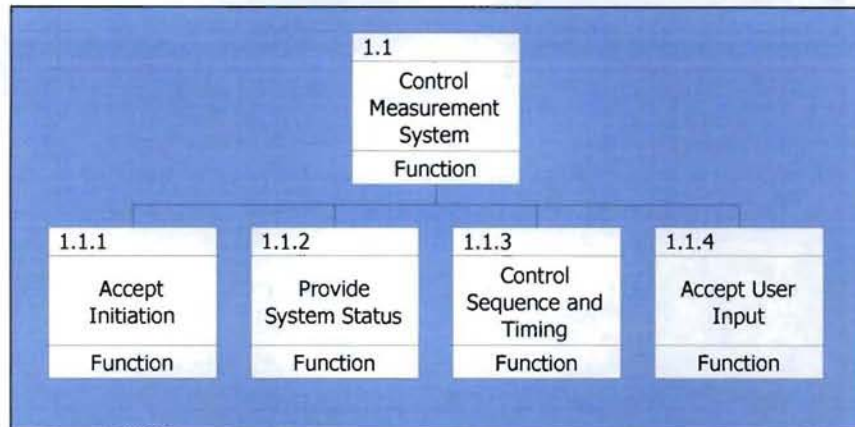 1.1
Control
Measurement
System
Function
1.1.1
Accept
Initiation
Function
1.1.2
Provide
System Status
Function
1.1.3
Control
Sequence and
Timing
Function
1.1.4
Accept User
Input
Function